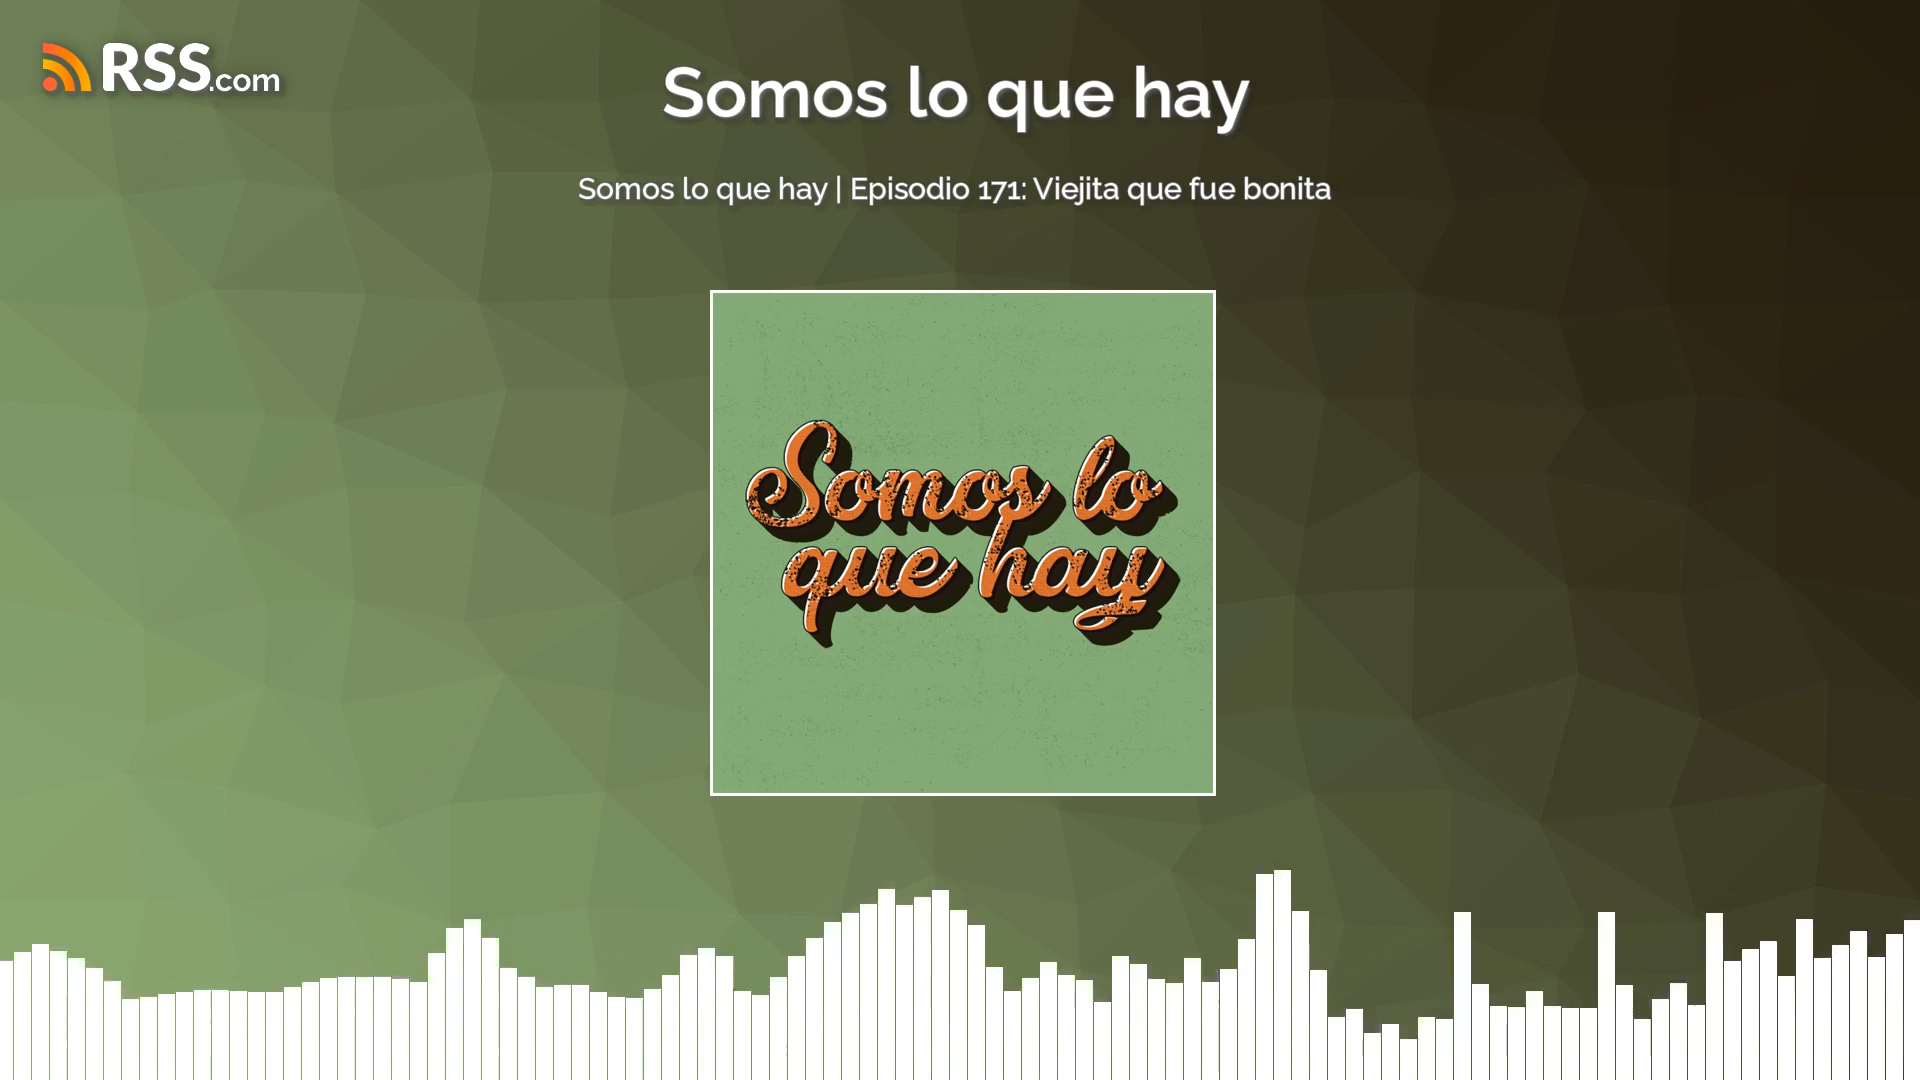 RSS.com
Somos lo que hay
Somos lo que hay | Episodio 171: Viejita que fue bonita
Somos lo
que hay